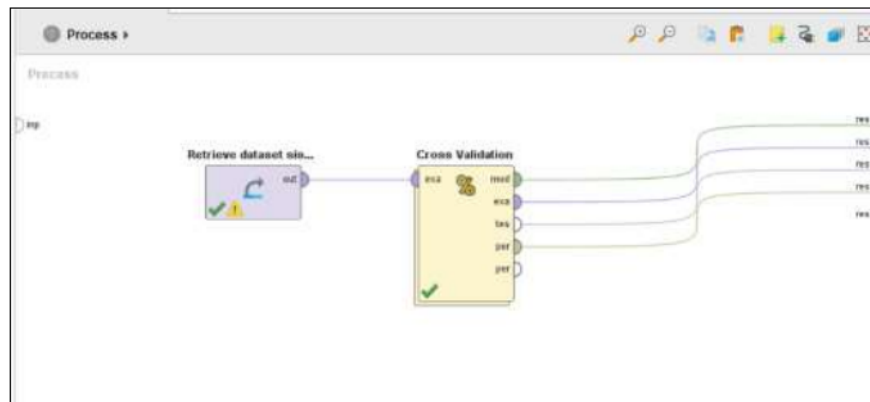 Process
Process
inp
Retrieve dataset sis...
out
Cross Validation
exa
mod
exa
tes
per
per
res
res
res
res
res